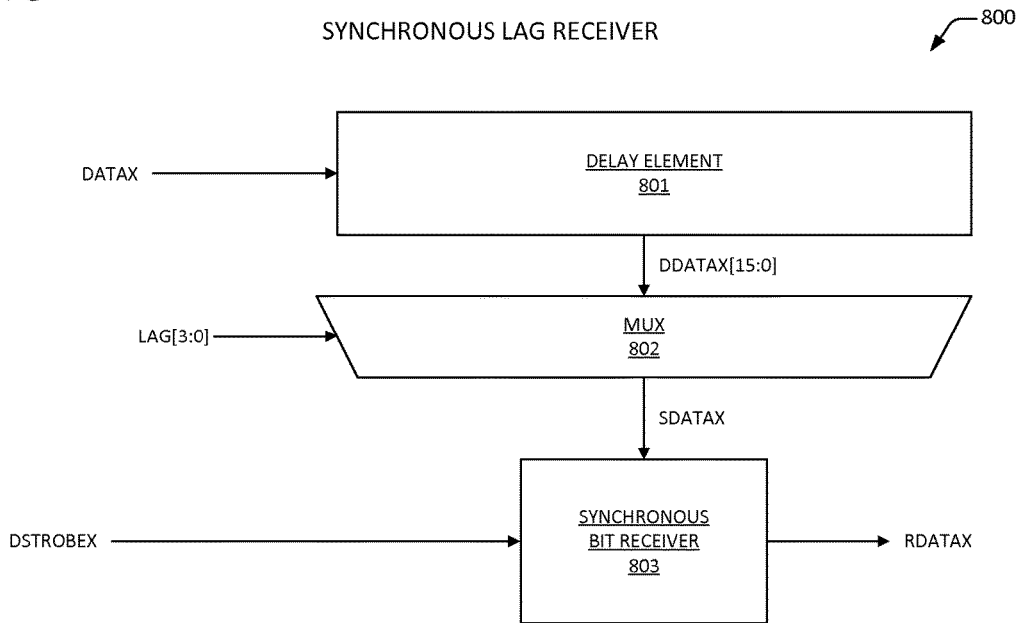 SYNCHRONOUS LAG RECEIVER
800
DATAX
DELAY ELEMENT
801
DDATAX[15:0]
LAG[3:0]
MUX
802
SDATAX
DSTROBEX
SYNCHRONOUS
BIT RECEIVER
803
RDATAX